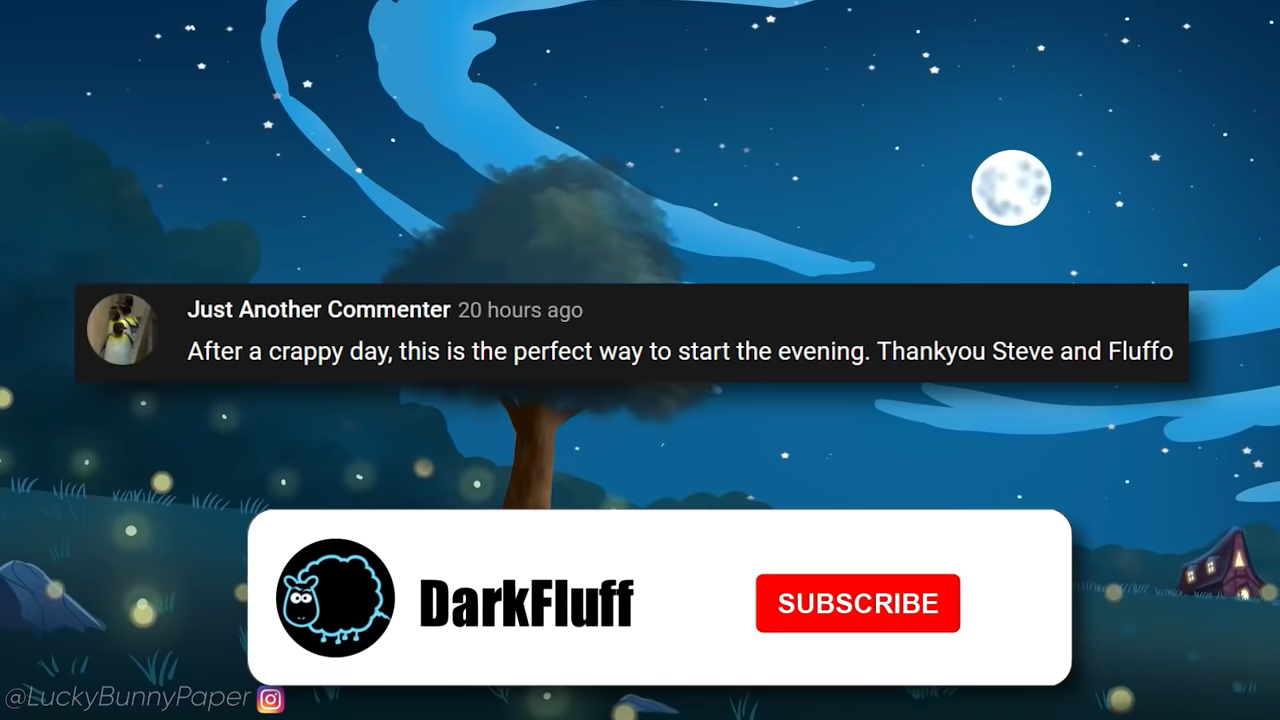 Just Another Commenter 20 hours ago
After a crappy day, this is the perfect way to start the evening. Thankyou Steve and Fluffo
DarkFluff
SUBSCRIBE
@LuckyBunnyPaper